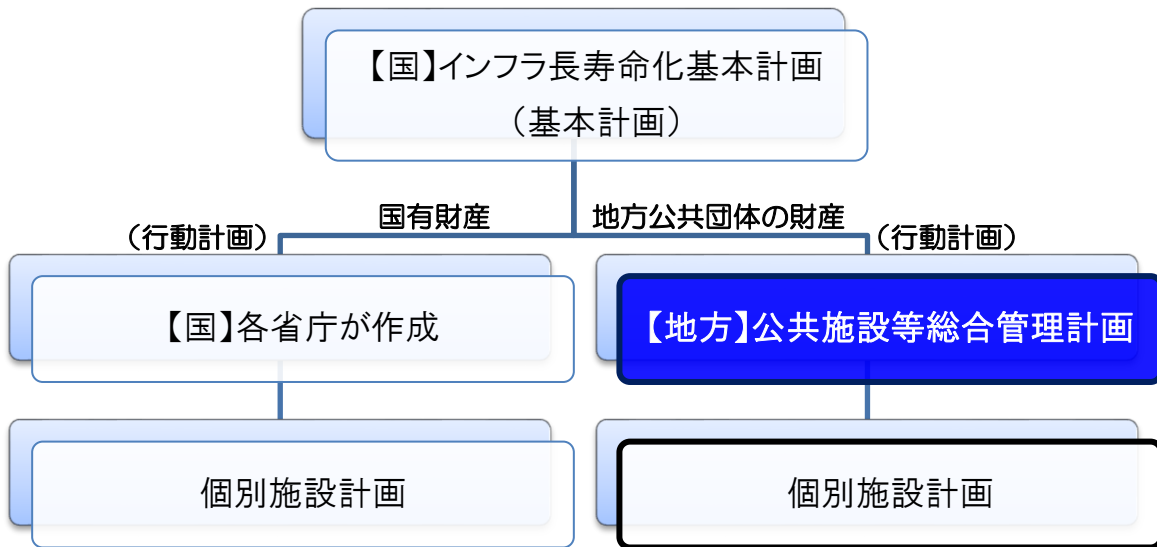 【国】インフラ長寿命化基本計画
（基本計画）
国有財産
地方公共団体の財産
（行動計画）
（行動計画）
【国】各省庁が作成
【地方】公共施設等総合管理計画
個別施設計画
個別施設計画